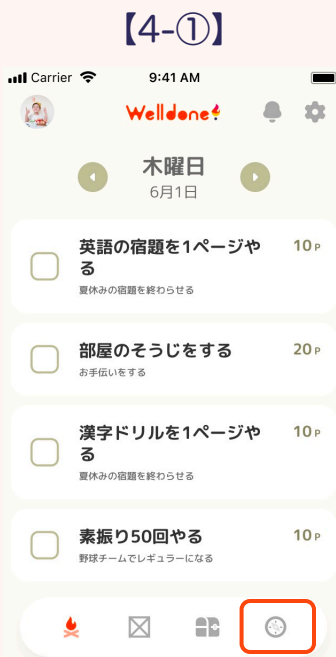 【4-①】
Carrier 9:41 AM
Welldone!
木曜日
6月1日
英語の宿題を1ページや
る
10 P
夏休みの宿題を終わらせる
部屋のそうじをする
20 P
お手伝いをする
漢字ドリルを1ページや
る
10 P
夏休みの宿題を終わらせる
素振り50回やる
10 P
野球チームでレギュラーになる